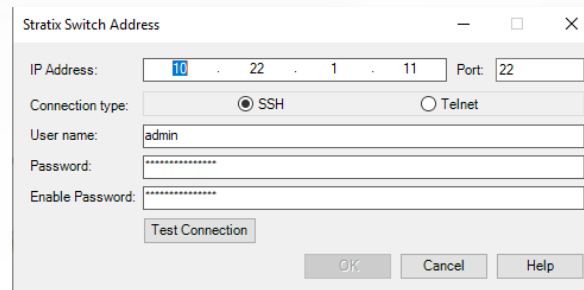 Stratix Switch Address
IP Address: 10 . 22 . 1 . 11 Port: 22
Connection type: SSH Telnet
User name: admin
Password: ***************
Enable Password: ***************
Test Connection
OK Cancel Help